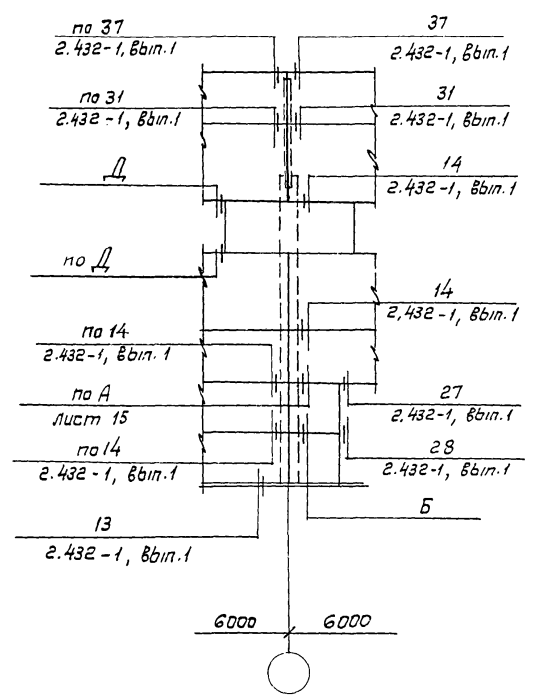 по 37
2.432-1, вып.1
37
2.432-1, вып.1
по 31
2.432-1, вып.1
31
2.432-1, вып.1
Д
14
2.432-1, вып.1
по Д
14
2.432-1, вып.1
по 14
2.432-1, вып.1
по А
Лист 15
27
2.432-1, вып.1
по 14
2.432-1, вып.1
28
2.432-1, вып.1
Б
13
2.432-1, вып.1
6000
6000